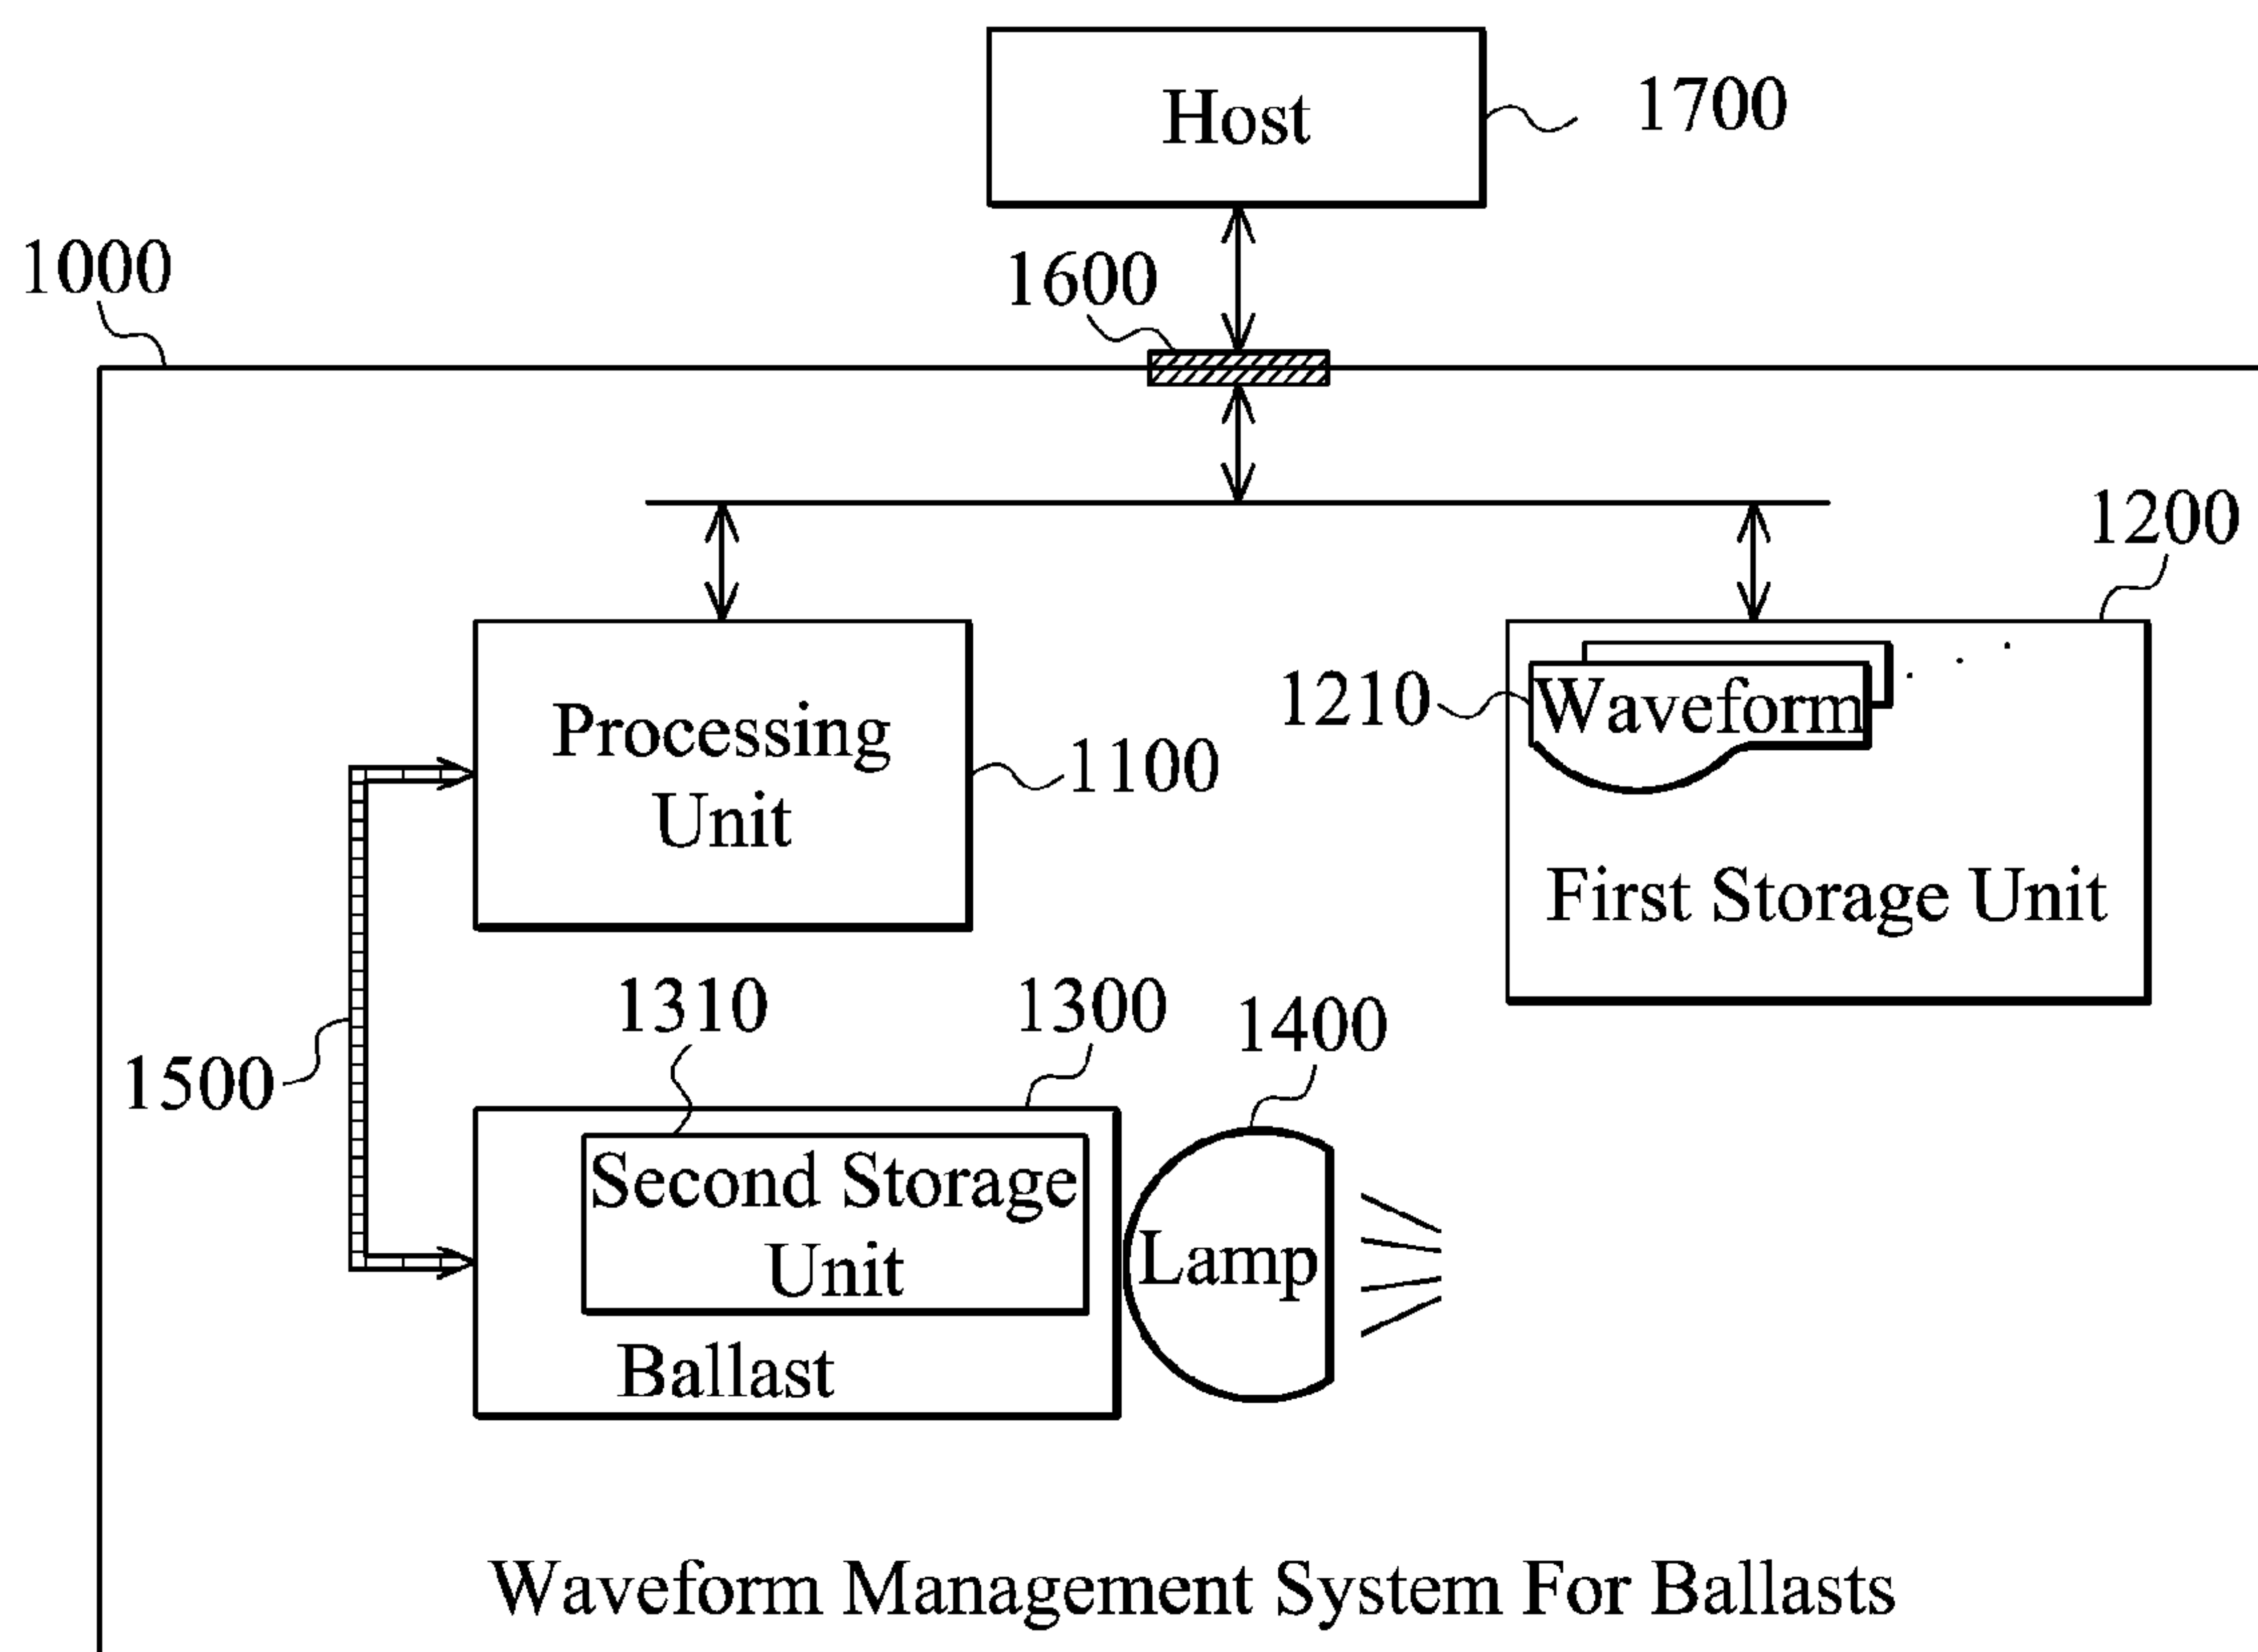 Host
1700
1000
1600
1200
Processing
Unit
1100
1210
Waveform
First Storage Unit
1500
1310
1300
1400
Second Storage
Unit
Ballast
Lamp
Waveform Management System For Ballasts